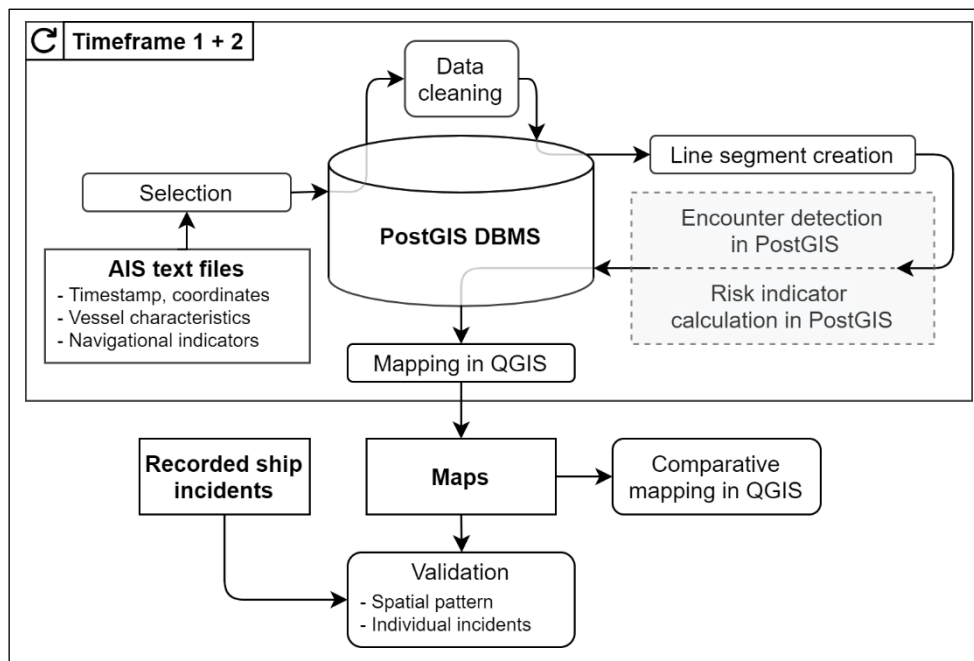 Timeframe 1 + 2
Data
cleaning
Selection
Line segment creation
PostGIS DBMS
Encounter detection
in PostGIS
AIS text files
- Timestamp, coordinates
- Vessel characteristics
- Navigational indicators
Risk indicator
calculation in PostGIS
Mapping in QGIS
Recorded ship
incidents
Maps
Comparative
mapping in QGIS
Validation
- Spatial pattern
- Individual incidents